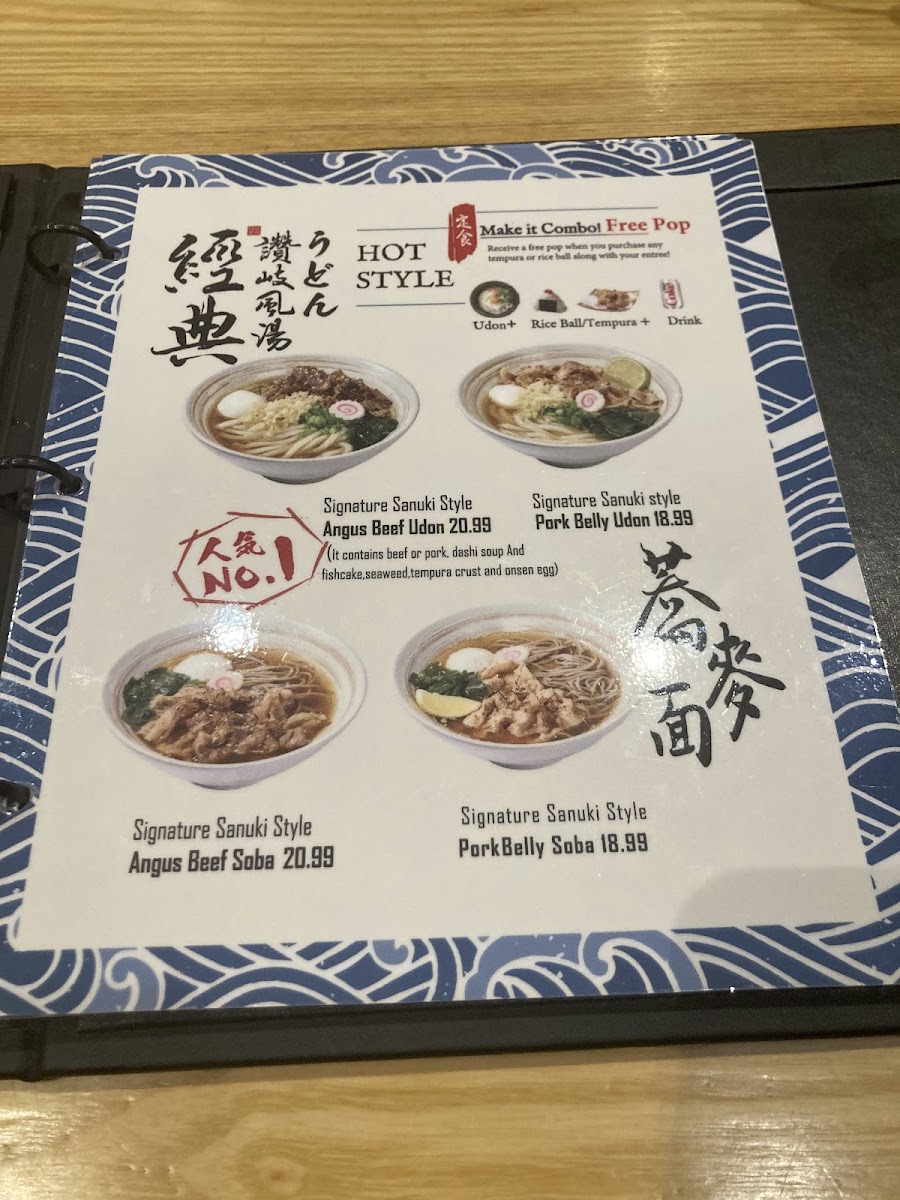 經典
讚岐風湯
うどん
HOT
STYLE
定食
Make it Combo! Free Pop
Receive a free pop when you purchase any
tempura or rice ball along with your entree!
Coke
Udon+ Rice Ball/Tempura + Drink
Signature Sanuki Style
Angus Beef Udon 20.99
Signature Sanuki style
Pork Belly Udon 18.99
(It contains beef or pork, dashi soup And
fishcake,seaweed,tempura crust and onsen egg)
人気
NO.1
蕎麥面
Signature Sanuki Style
Angus Beef Soba 20.99
Signature Sanuki Style
PorkBelly Soba 18.99